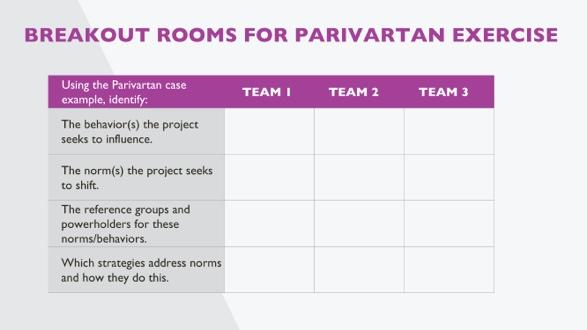 BREAKOUT ROOMS FOR PARIVARTAN EXERCISE
Using the Parivartan case
example, identify:
TEAM 1
TEAM 2
TEAM 3
The behavior(s) the project
seeks to influence.
The norm(s) the project seeks
to shift.
The reference groups and
powerholders for these
norms/behaviors.
Which strategies address norms
and how they do this.